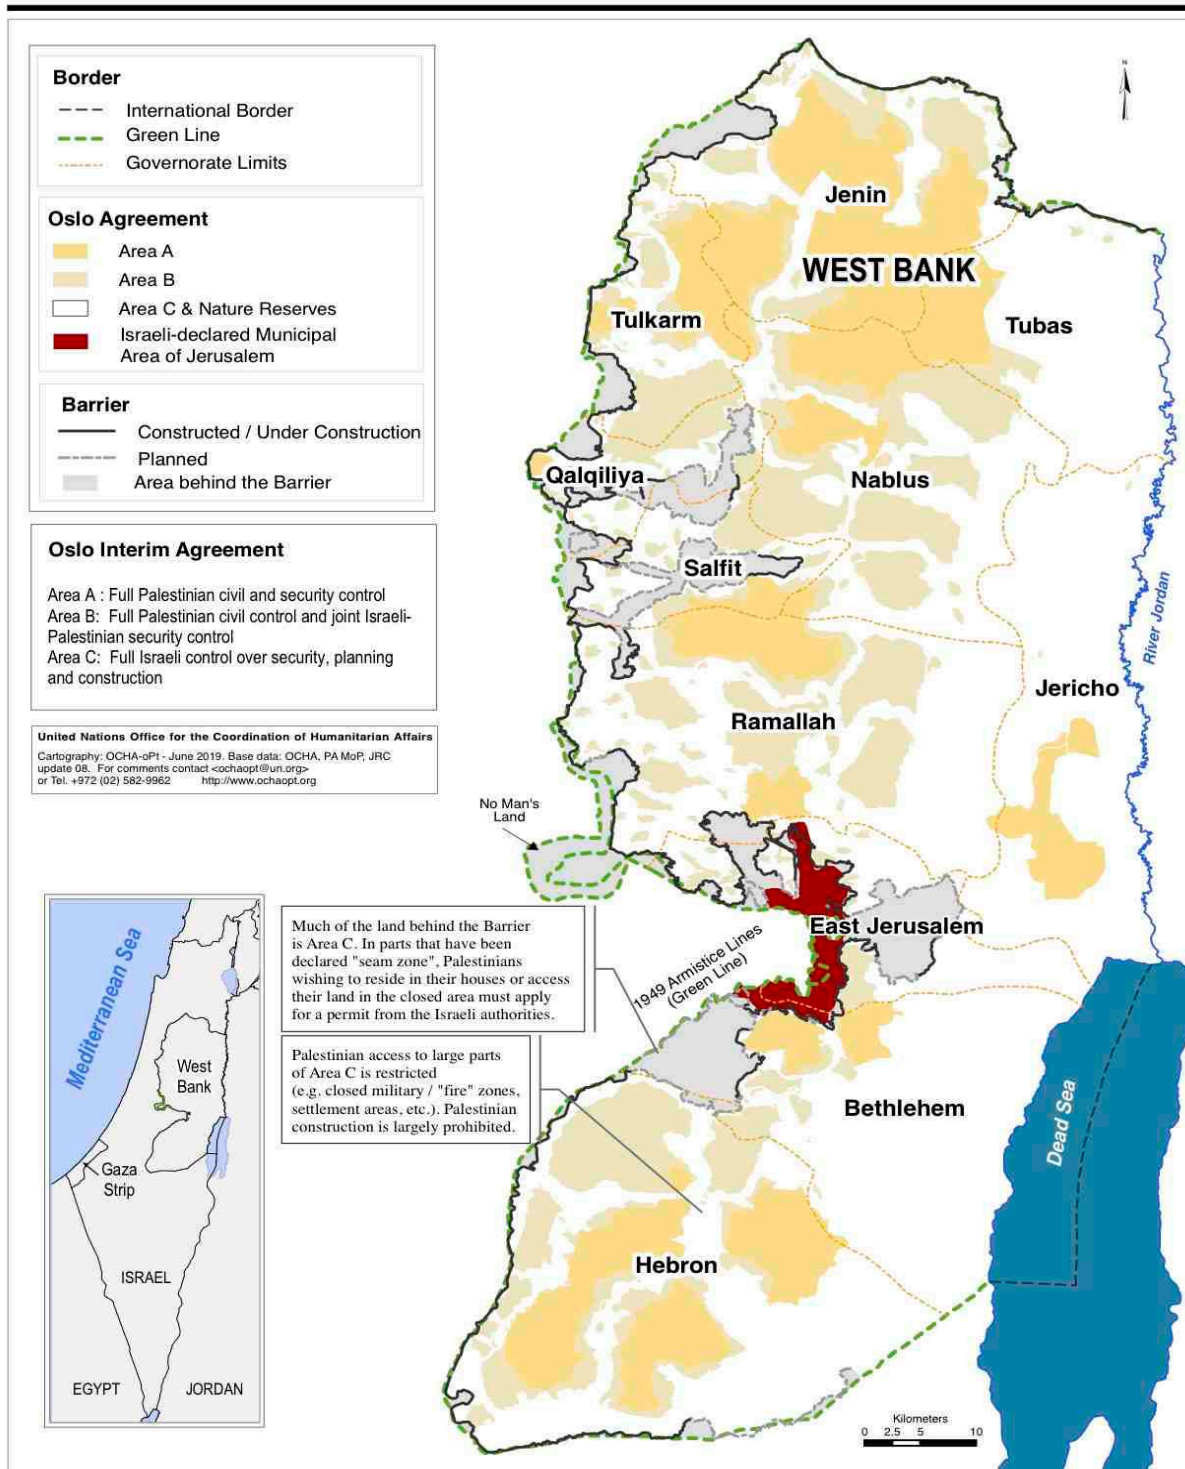 Border
International Border
Green Line
Governorate Limits
Oslo Agreement
Area A
Area B
Area C & Nature Reserves
Israeli-declared Municipal
Area of Jerusalem
Barrier
Constructed / Under Construction
Planned
Area behind the Barrier
Oslo Interim Agreement
Area A : Full Palestinian civil and security control
Area B: Full Palestinian civil control and joint Israeli-
Palestinian security control
Area C: Full Israeli control over security, planning
and construction
United Nations Office for the Coordination of Humanitarian Affairs
Cartography: OCHA-oPt - June 2019. Base data: OCHA, PA MoP, JRC
update 08. For comments contact <ochaopt@un.org>
or Tel. +972 (02) 582-9962 http://www.ochaopt.org
N
Jenin
WEST BANK
Tulkarm
Tubas
Qalqiliya
Nablus
Salfit
River Jordan
Jericho
Ramallah
No Man's
Land
East Jerusalem
1949 Armistice Lines
(Green Line)
Much of the land behind the Barrier
is Area C. In parts that have been
declared "seam zone", Palestinians
wishing to reside in their houses or access
their land in the closed area must apply
for a permit from the Israeli authorities.
Palestinian access to large parts
of Area C is restricted
(e.g. closed military / "fire" zones,
settlement areas, etc.). Palestinian
construction is largely prohibited.
Bethlehem
Dead Sea
Hebron
Kilometers
0 2.5 5 10
Mediterranean Sea
West
Bank
Gaza
Strip
ISRAEL
EGYPT
JORDAN